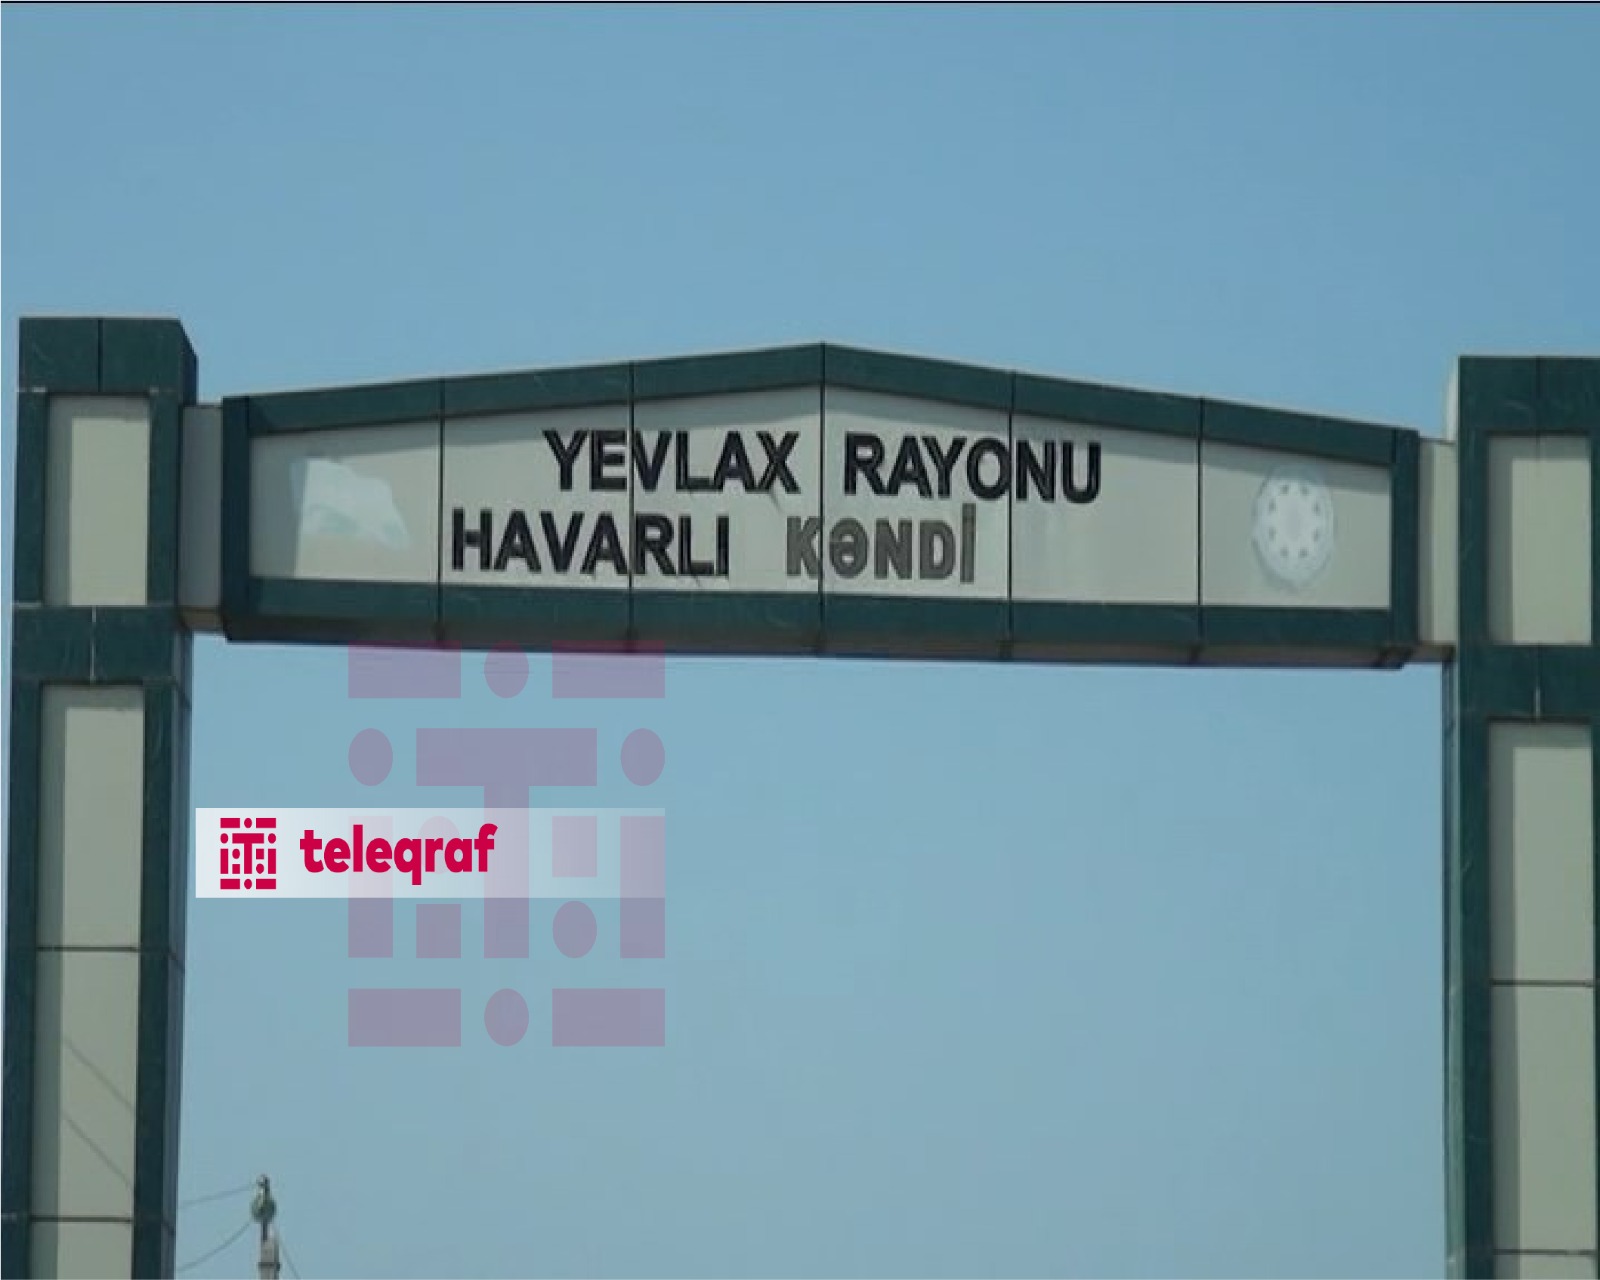 YEVLAX RAYONU
HAVARLI KƏNDİ
teleqraf